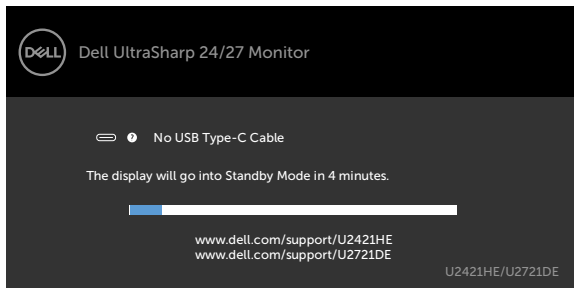 DELL Dell UltraSharp 24/27 Monitor
? No USB Type-C Cable
The display will go into Standby Mode in 4 minutes.
www.dell.com/support/U2421HE
www.dell.com/support/U2721DE
U2421HE/U2721DE